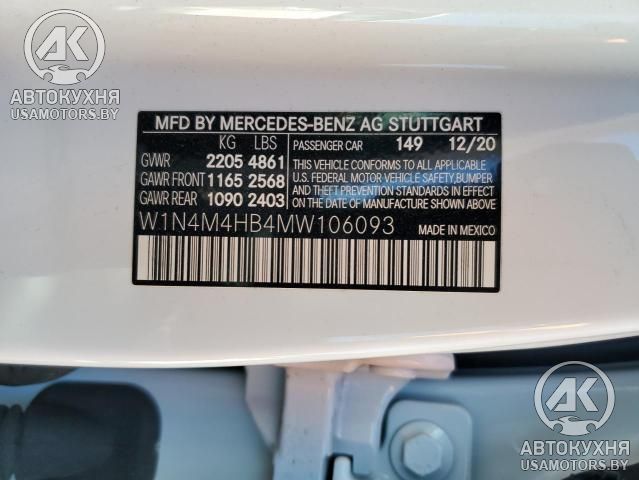 AK
АВТОКУХНЯ
USAMOTORS.BY
MFD BY MERCEDES-BENZ AG STUTTGART
KG LBS PASSENGER CAR 149 12/20
GVWR 2205 4861
GAWR FRONT 1165 2568
GAWR REAR 1090 2403
THIS VEHICLE CONFORMS TO ALL APPLICABLE
U.S. FEDERAL MOTOR VEHICLE SAFETY, BUMPER
AND THEFT PREVENTION STANDARDS IN EFFECT
ON THE DATE OF MANUFACTURE SHOWN ABOVE
W1N4M4HB4MW106093 MADE IN MEXICO
AK
АВТОКУХНЯ
USAMOTORS.BY